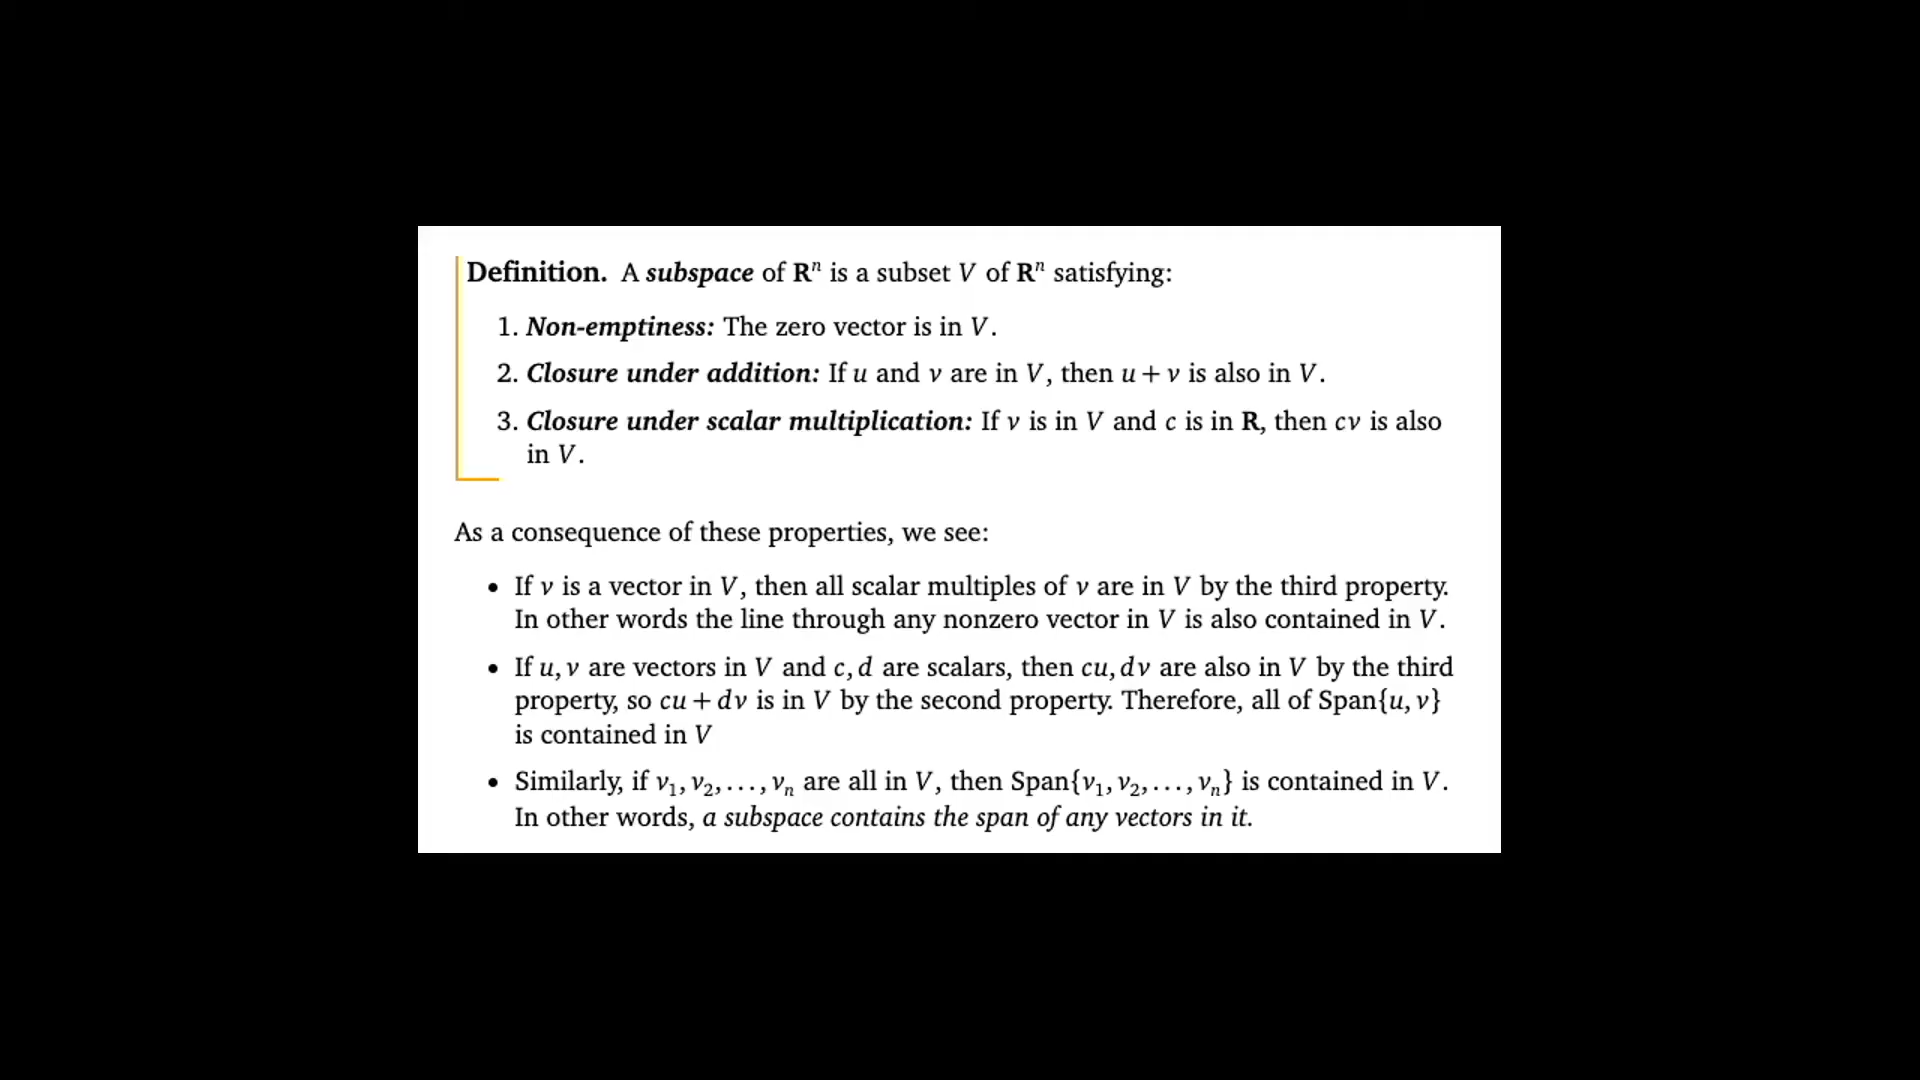 Definition. A subspace of Rⁿ is a subset V of Rⁿ satisfying:
1. Non-emptiness: The zero vector is in V.
2. Closure under addition: If u and v are in V, then u + v is also in V.
3. Closure under scalar multiplication: If v is in V and c is in R, then cv is also
in V.
As a consequence of these properties, we see:
• If v is a vector in V, then all scalar multiples of v are in V by the third property.
In other words the line through any nonzero vector in V is also contained in V.
• If u, v are vectors in V and c, d are scalars, then cu, dv are also in V by the third
property, so cu + dv is in V by the second property. Therefore, all of Span{u, v}
is contained in V
• Similarly, if v₁, v₂, ..., vₙ are all in V, then Span{v₁, v₂, ..., vₙ} is contained in V.
In other words, a subspace contains the span of any vectors in it.